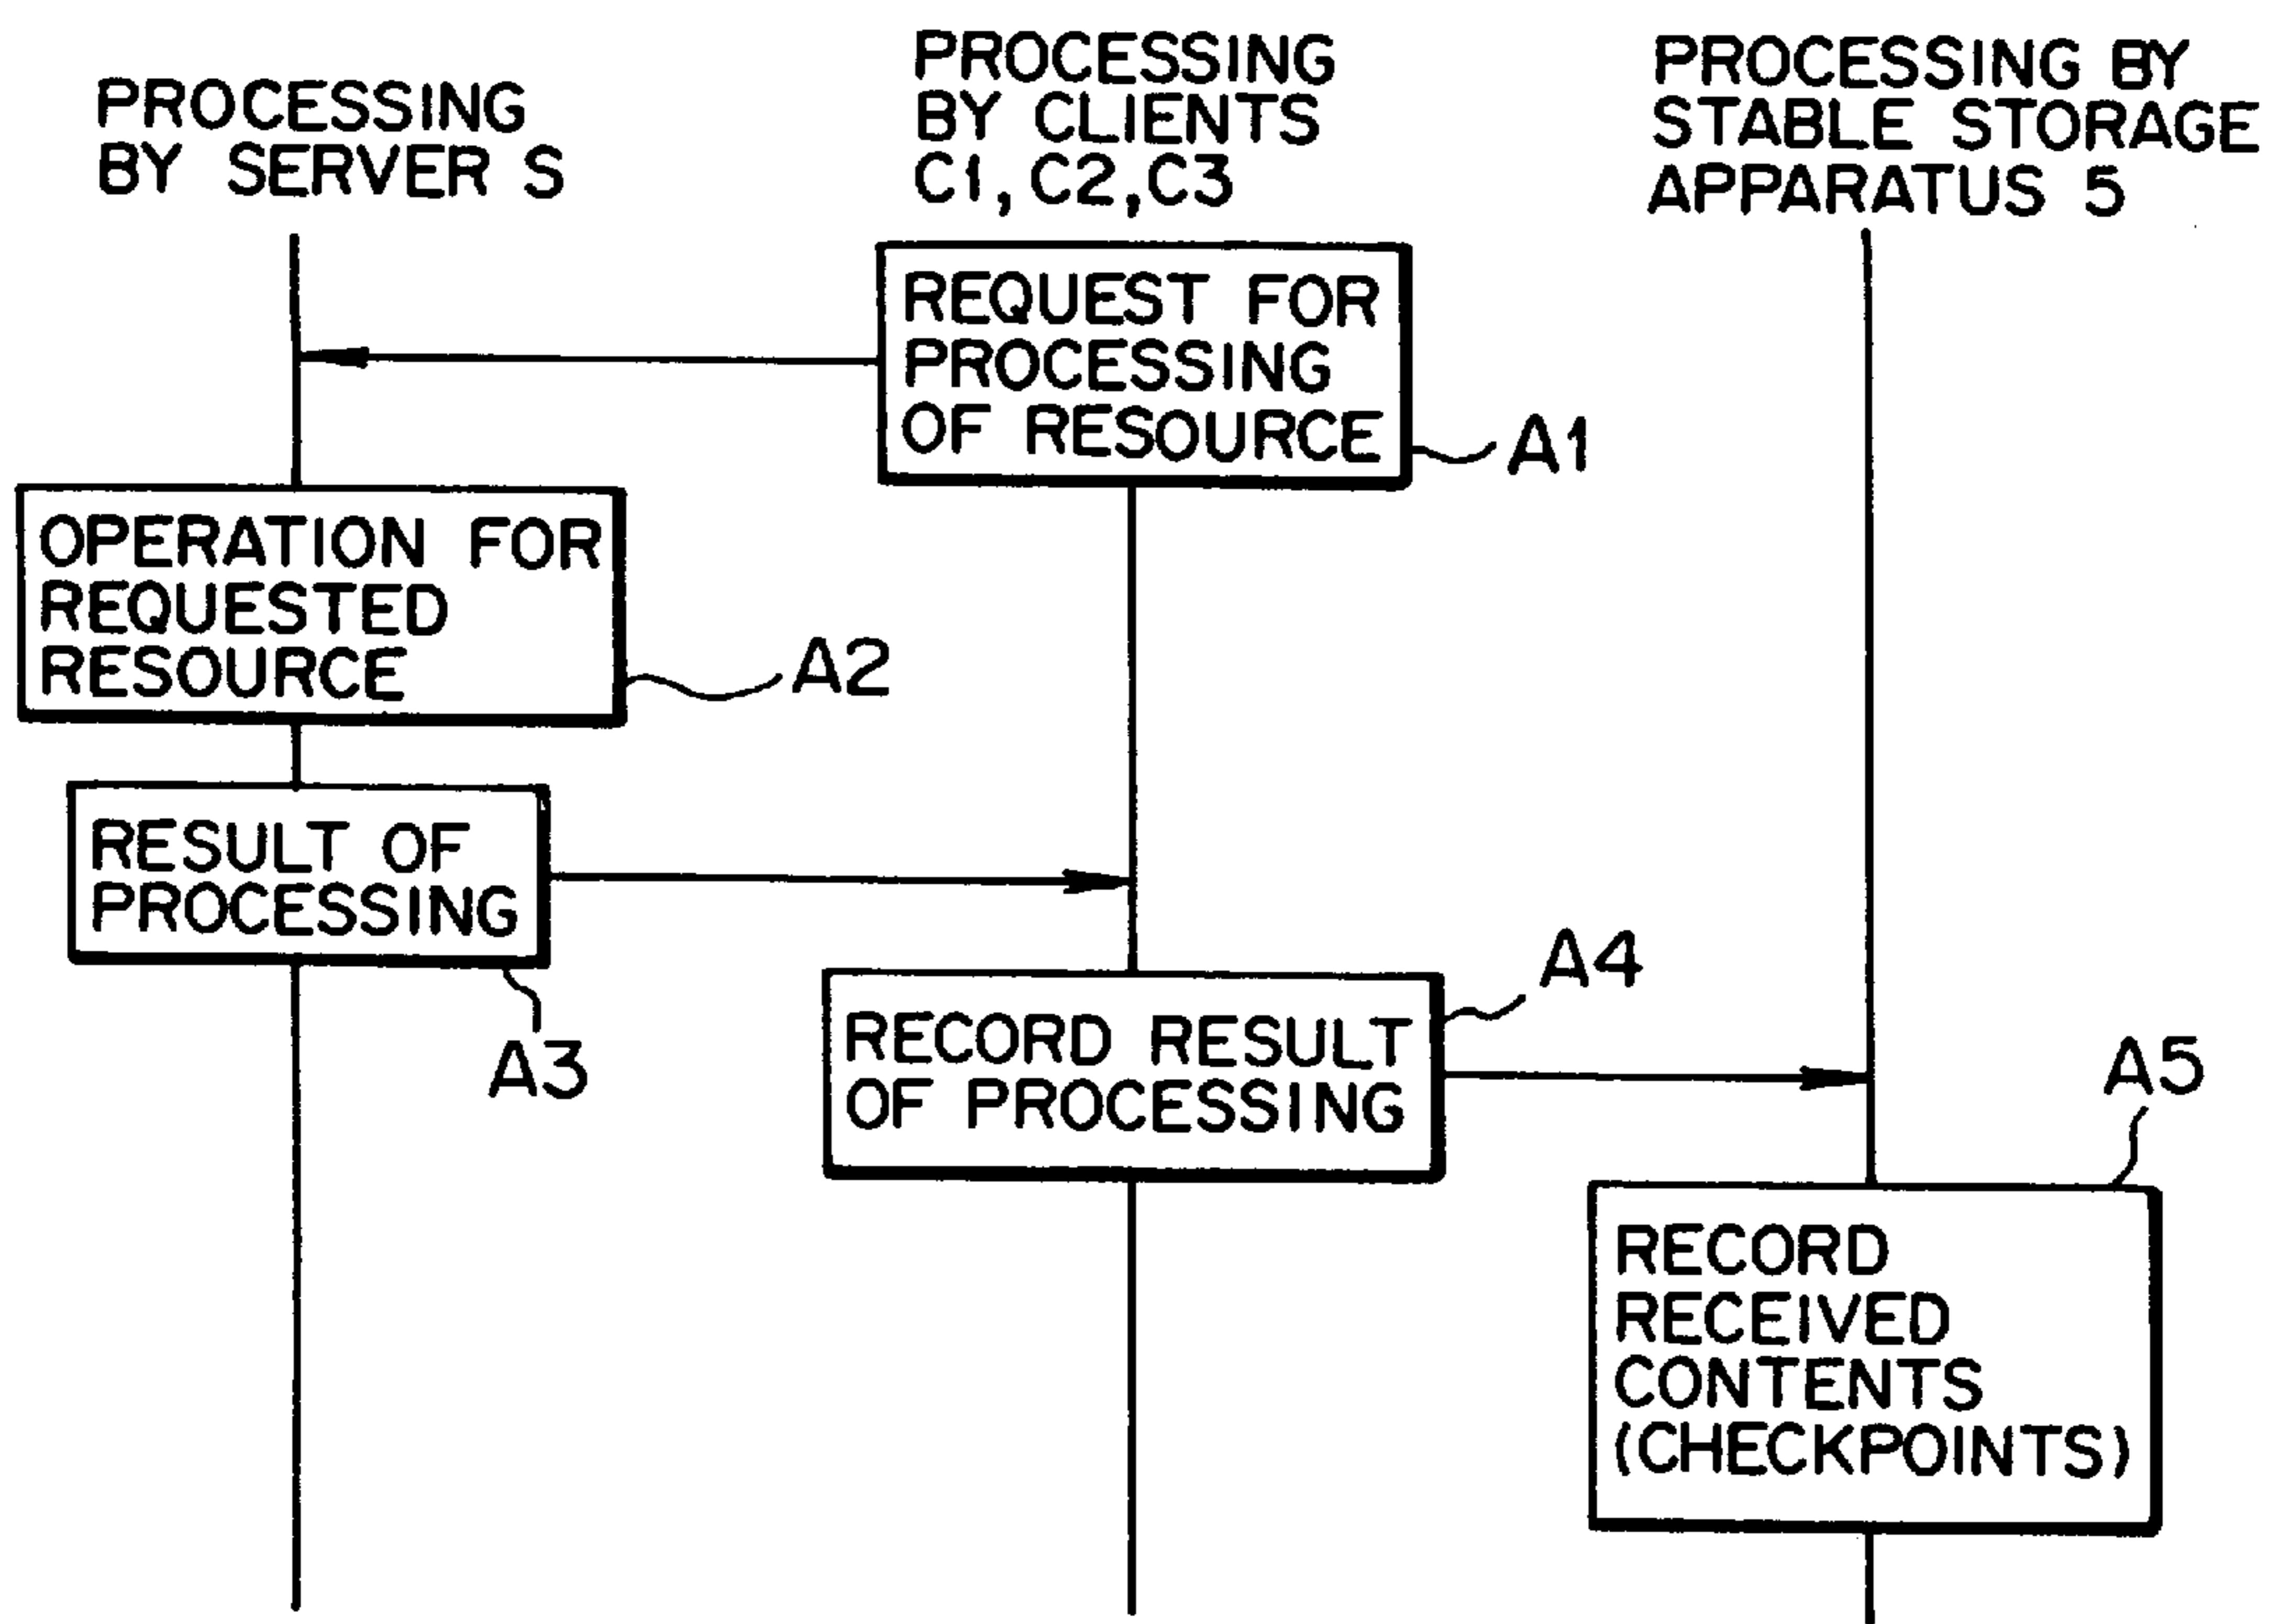 PROCESSING
BY SERVER S
PROCESSING
BY CLIENTS
C1, C2, C3
PROCESSING BY
STABLE STORAGE
APPARATUS 5
REQUEST FOR
PROCESSING
OF RESOURCE
A1
OPERATION FOR
REQUESTED
RESOURCE
A2
RESULT OF
PROCESSING
A3
RECORD RESULT
OF PROCESSING
A4
A5
RECORD
RECEIVED
CONTENTS
(CHECKPOINTS)